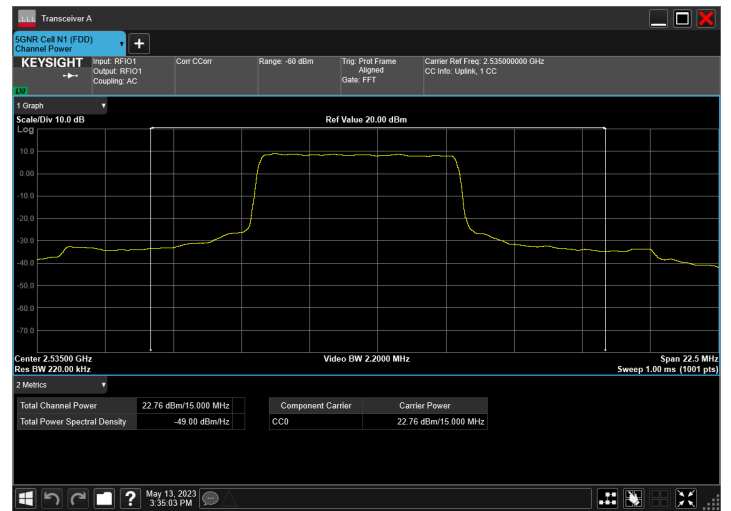 Transceiver A
5GNR Cell N1 (FDD)
Channel Power
KEYSIGHT
LXI
Input: RFIO1
Output: RFIO1
Coupling: AC
Corr CCorr
Range: -60 dBm
Trig: Prot Frame
Aligned
Gate: FFT
Carrier Ref Freq: 2.535000000 GHz
CC Info: Uplink, 1 CC
1 Graph
Scale/Div 10.0 dB
Ref Value 20.00 dBm
Log
10.0
0.00
-10.0
-20.0
-30.0
-40.0
-50.0
-60.0
-70.0
Center 2.53500 GHz
Video BW 2.2000 MHz
Span 22.5 MHz
Res BW 220.00 kHz
Sweep 1.00 ms (1001 pts)
2 Metrics
Total Channel Power 22.76 dBm/15.000 MHz
Total Power Spectral Density -49.00 dBm/Hz
Component Carrier Carrier Power
CC0 22.76 dBm/15.000 MHz
May 13, 2023
3:35:03 PM